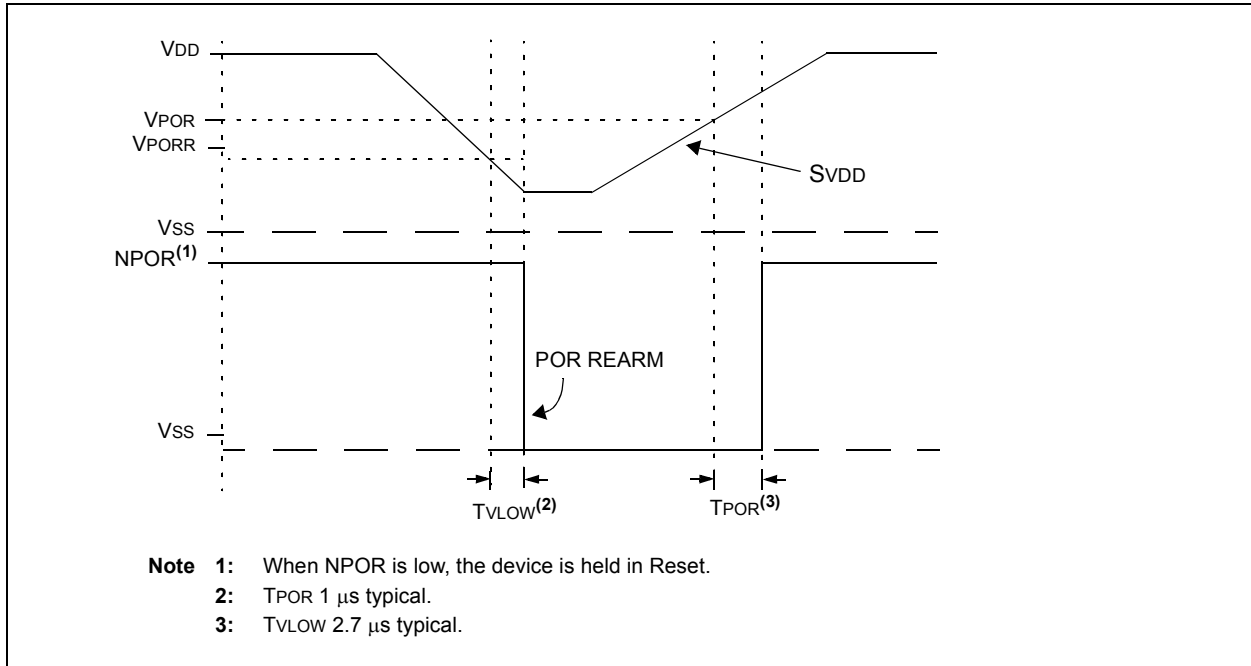 VDD
VPOR
VPORR
SVDD
VSS
NPOR(1)
POR REARM
VSS
TVLOW(2)
TPOR(3)
Note 1: When NPOR is low, the device is held in Reset.
2: TPOR 1 μs typical.
3: TVLOW 2.7 μs typical.